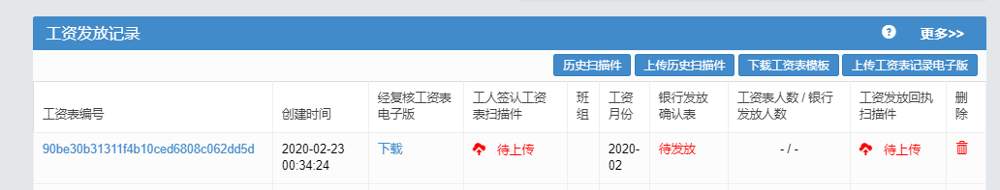 工资发放记录
? 更多>>
历史扫描件 上传历史扫描件 下载工资表模板 上传工资表记录电子版
工资表编号
创建时间
经复核工资表
电子版
工人签认工资
表扫描件
班
组
工资
月份
银行发放
确认表
工资表人数 / 银行
发放人数
工资发放回执
扫描件
删
除
90be30b31311f4b10ced6808c062dd5d
2020-02-23
00:34:24
下载
待上传
2020-
02
待发放
- / -
待上传